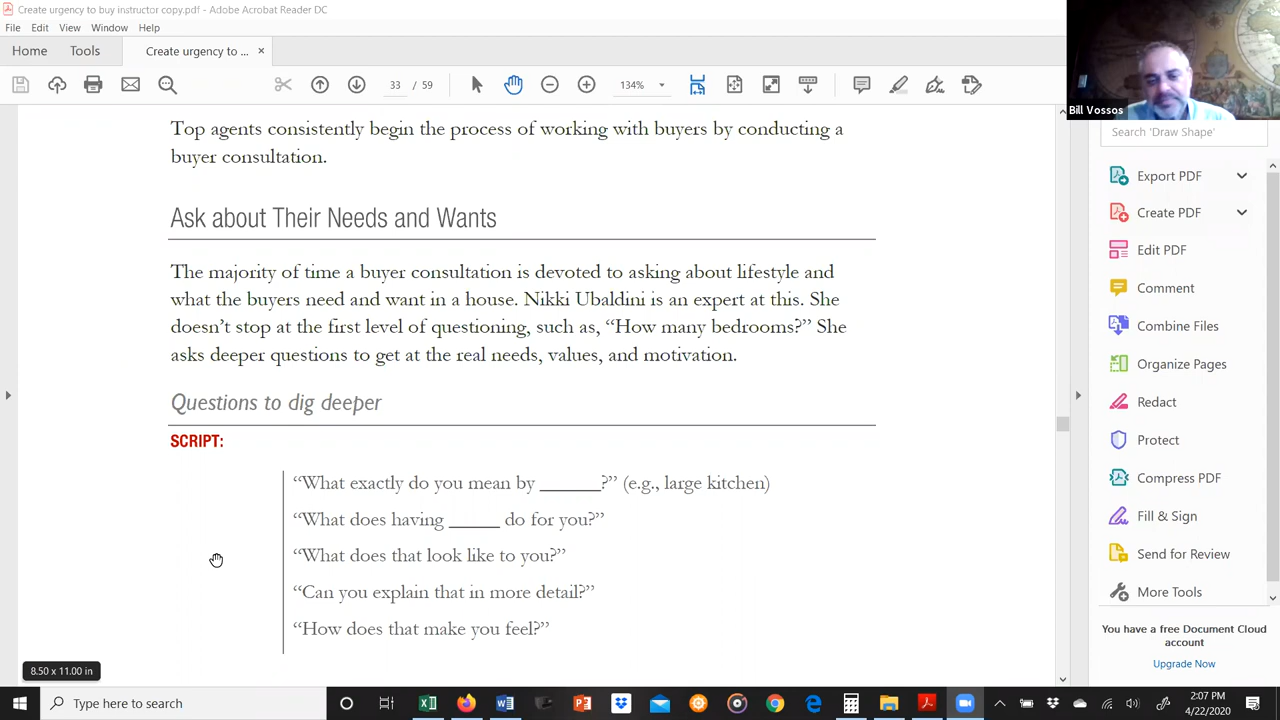 Create urgency to buy instructor copy.pdf - Adobe Acrobat Reader DC
File Edit View Window Help
Home Tools Create urgency to ... ×
33 / 59 134%
Bill Vossos
Top agents consistently begin the process of working with buyers by conducting a
buyer consultation.
Ask about Their Needs and Wants
The majority of time a buyer consultation is devoted to asking about lifestyle and
what the buyers need and want in a house. Nikki Ubaldini is an expert at this. She
doesn't stop at the first level of questioning, such as, “How many bedrooms?” She
asks deeper questions to get at the real needs, values, and motivation.
Questions to dig deeper
SCRIPT:
“What exactly do you mean by ______?” (e.g., large kitchen)
“What does having _____ do for you?”
“What does that look like to you?”
“Can you explain that in more detail?”
“How does that make you feel?”
8.50 x 11.00 in
Search 'Draw Shape'
Export PDF
Create PDF
Edit PDF
Comment
Combine Files
Organize Pages
Redact
Protect
Compress PDF
Fill & Sign
Send for Review
More Tools
You have a free Document Cloud
account
Upgrade Now
Type here to search
2:07 PM
4/22/2020